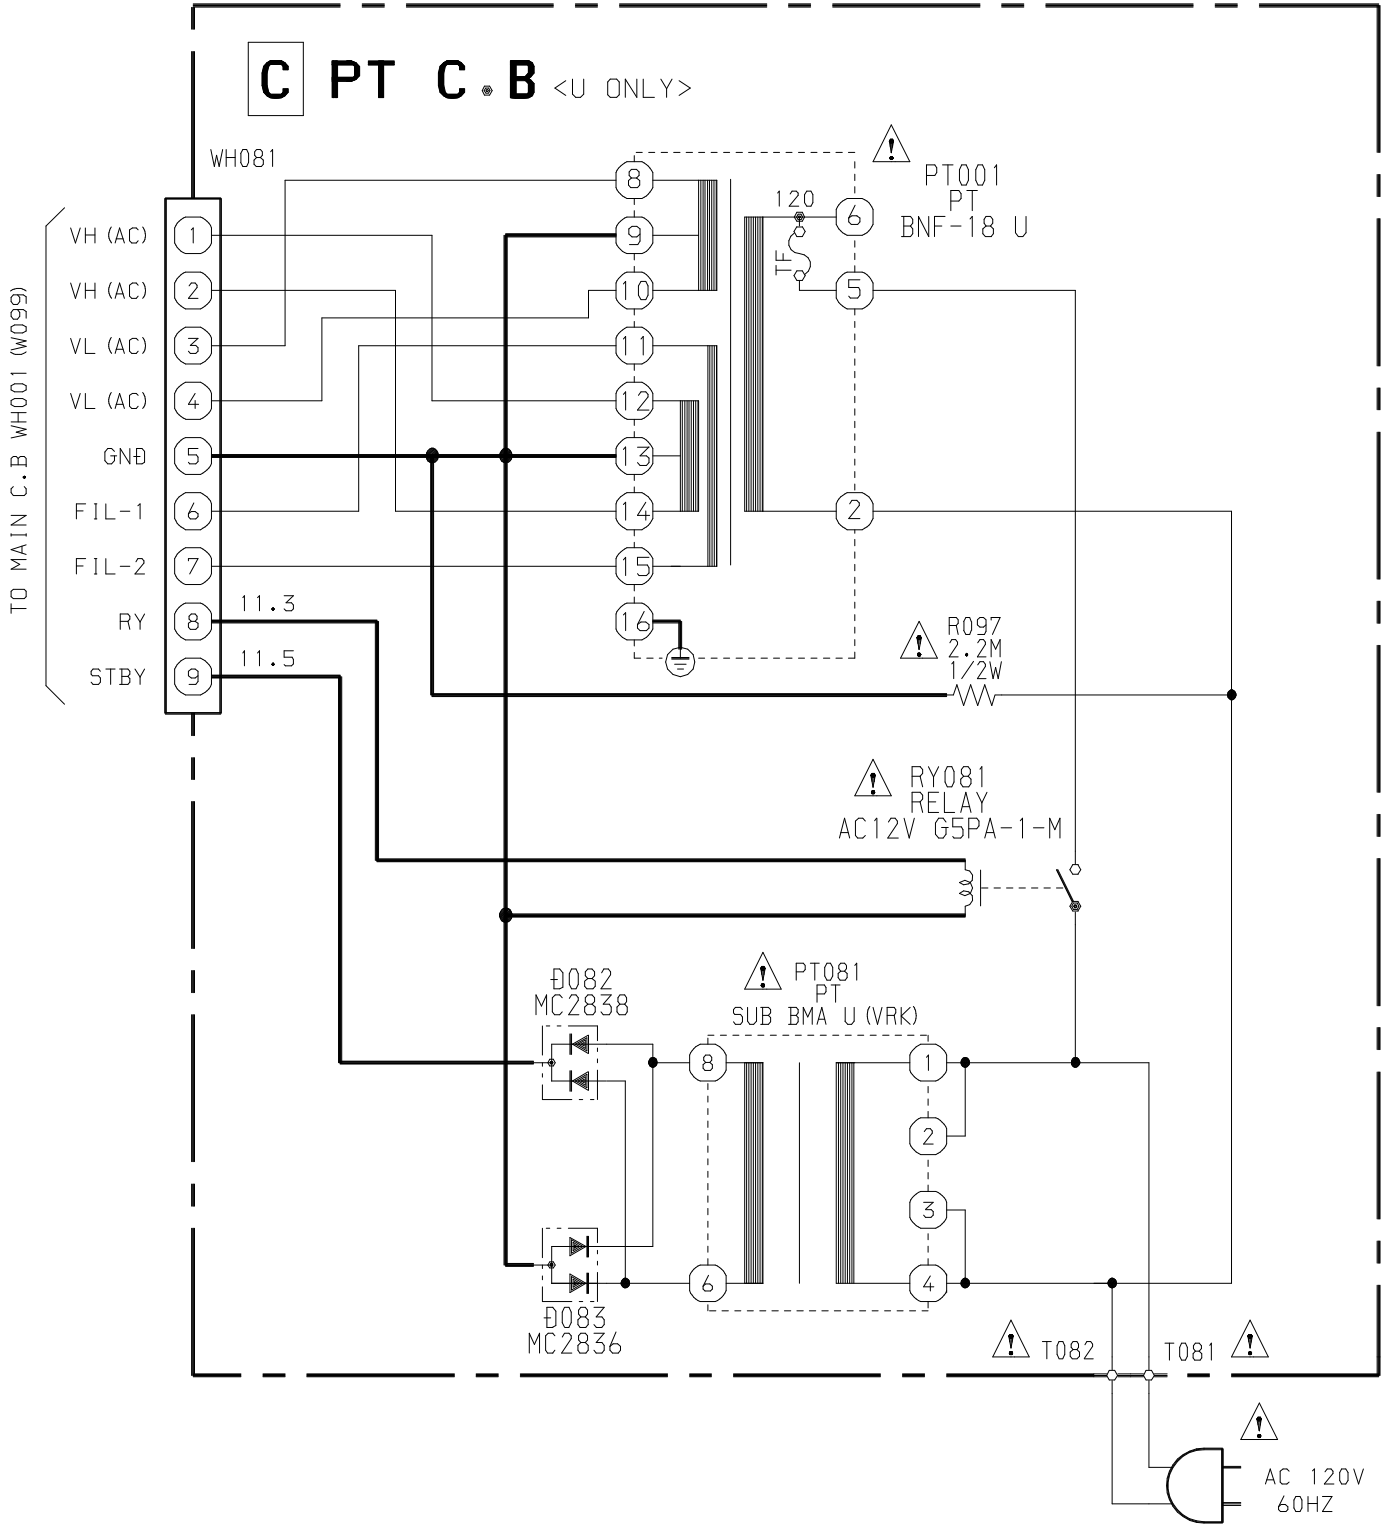 C PT C.B <U ONLY>
WH081
TO MAIN C.B WH001 (W099)
VH (AC) 1
VH (AC) 2
VL (AC) 3
VL (AC) 4
GND 5
FIL-1 6
FIL-2 7
RY 8
STBY 9
11.3
11.5
8
9
10
11
12
13
14
15
16
120
TF
6
5
2
PT001
PT
BNF-18 U
R097
2.2M
1/2W
RY081
RELAY
AC12V G5PA-1-M
D082
MC2838
PT081
PT
SUB BMA U (VRK)
8
6
1
2
3
4
D083
MC2836
T082
T081
AC 120V
60HZ